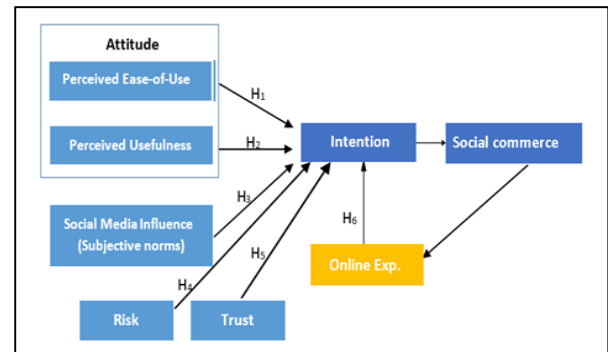 Attitude
Perceived Ease-of-Use
H₁
Perceived Usefulness
H₂
Intention
Social commerce
Social Media Influence
(Subjective norms)
H₃
H₄
H₅
H₆
Online Exp.
Risk
Trust